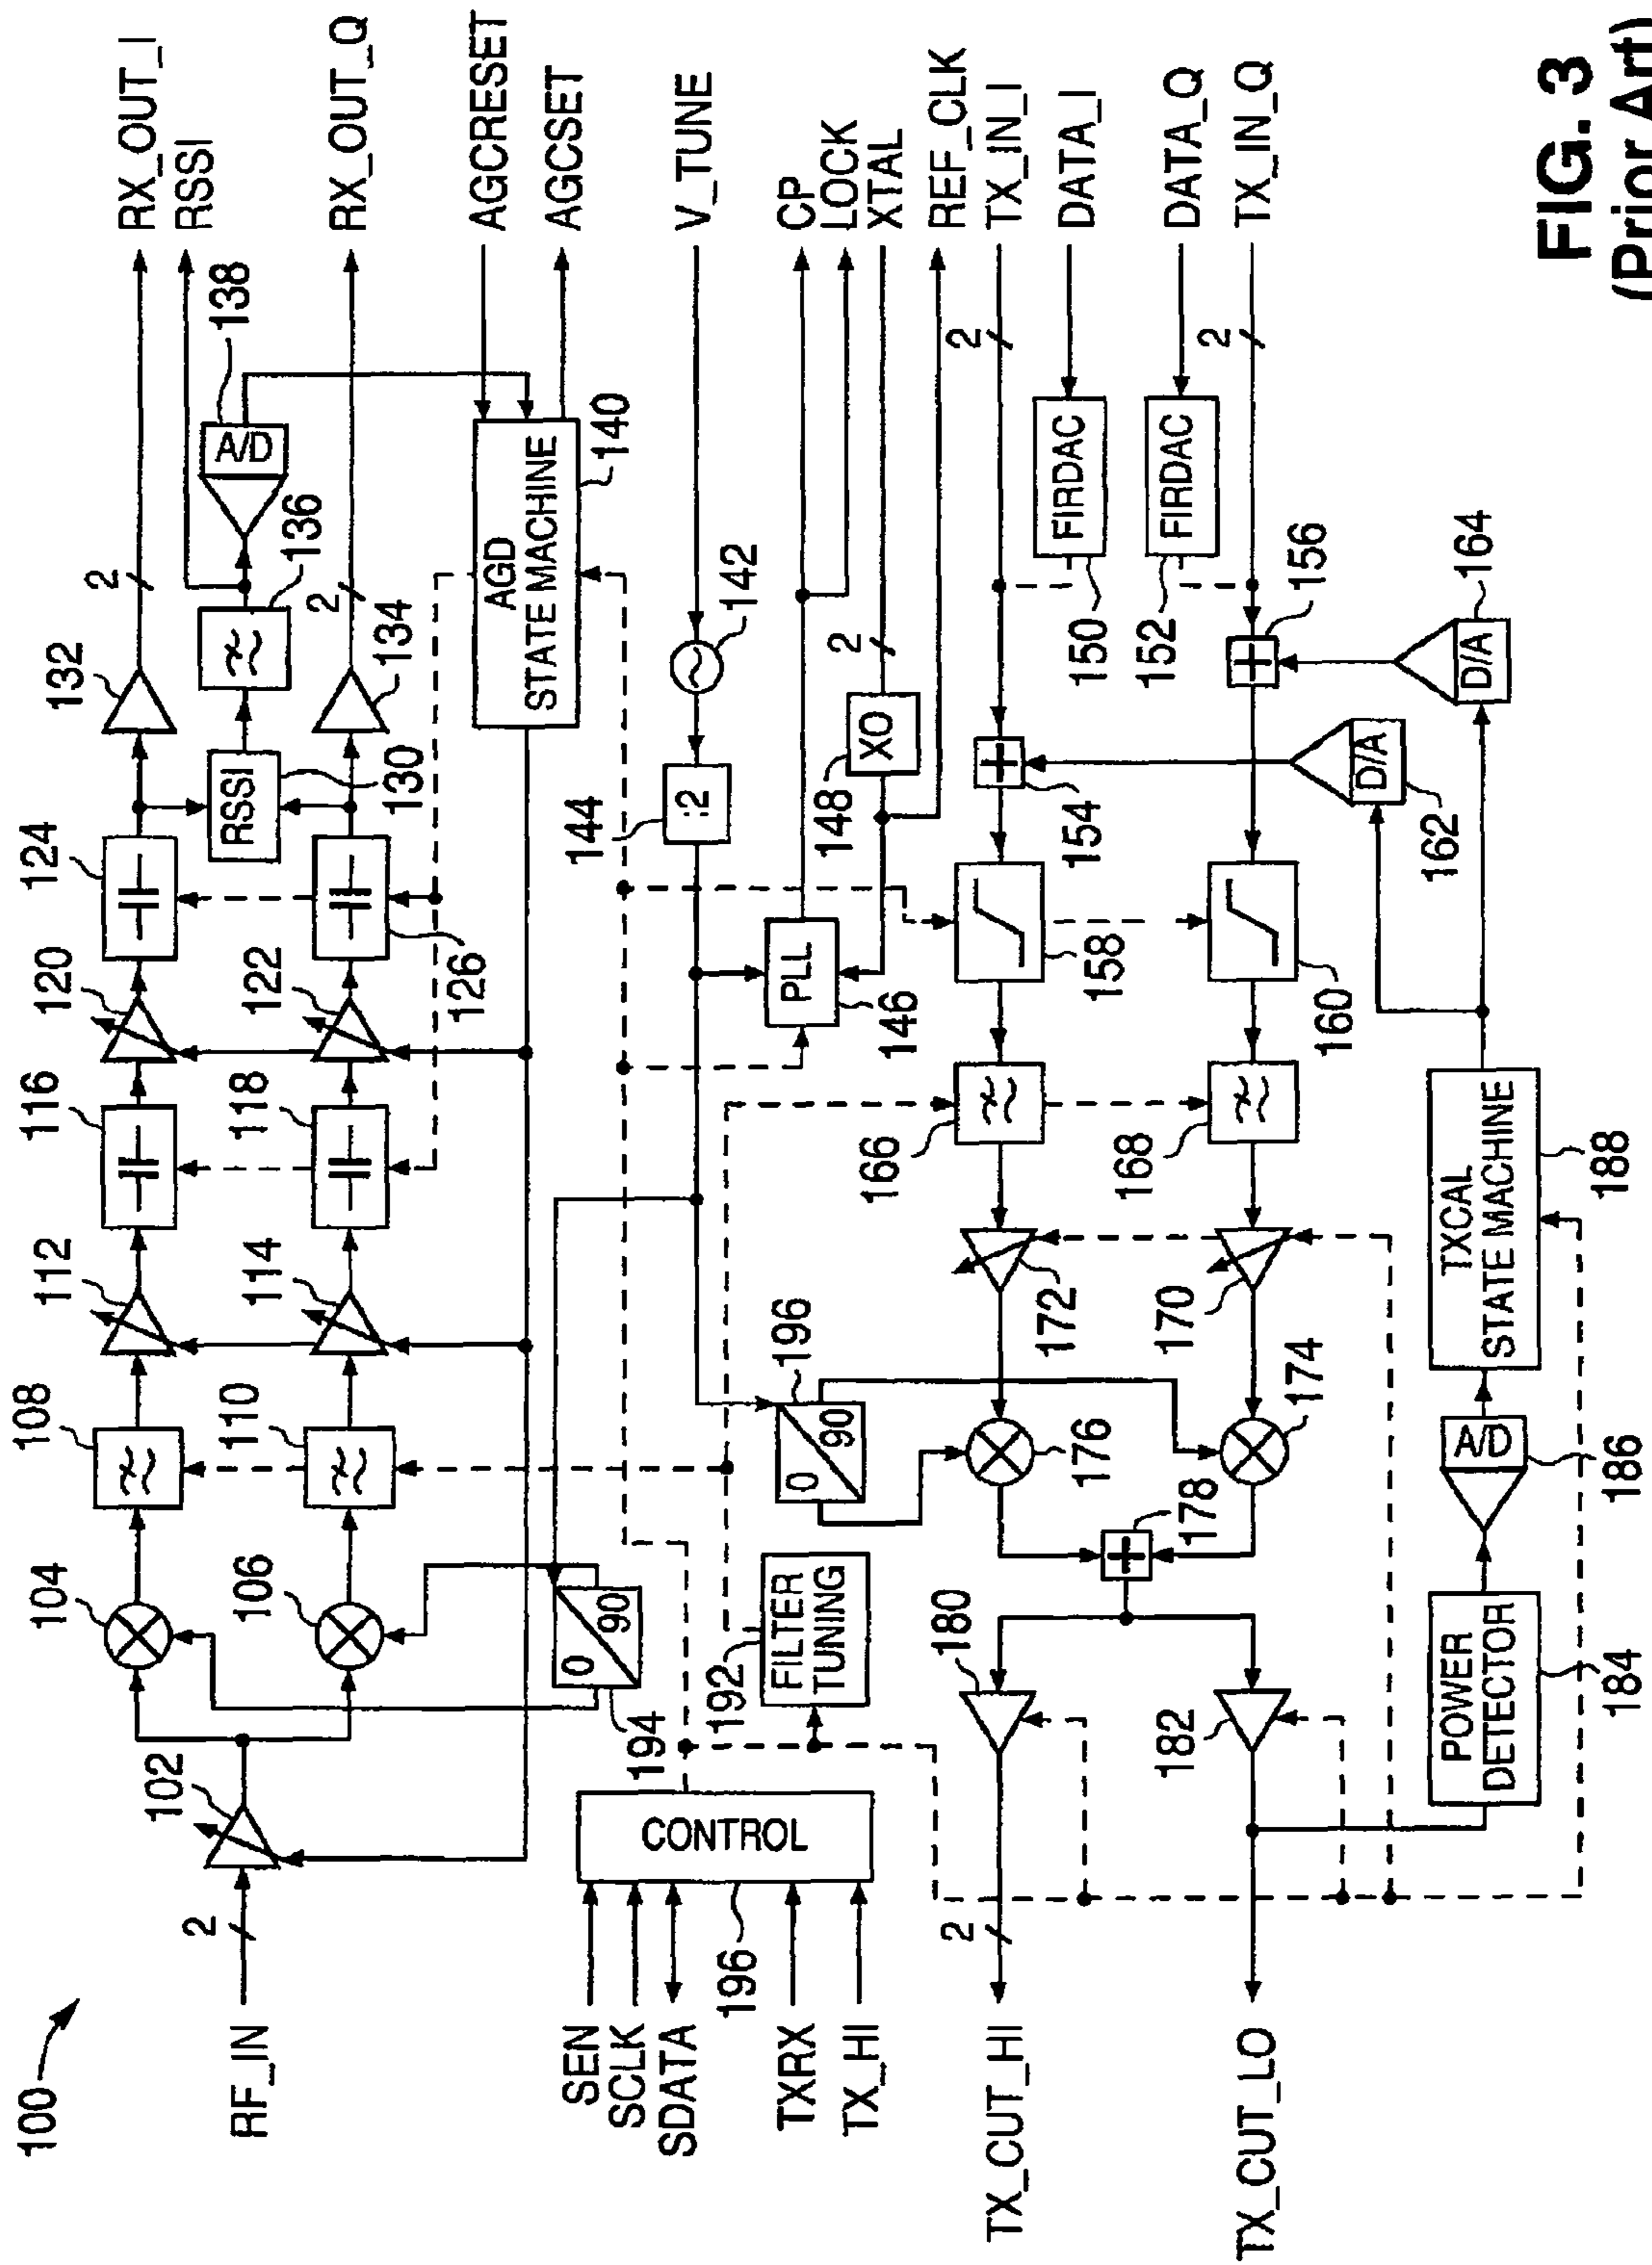 100
RF_IN
2
102
104
106
108
110
112
114
116
118
120
122
124
126
RSSI
130
132
134
136
A/D
138
2
2
RX_OUT_I
RSSI
RX_OUT_Q
AGD
STATE MACHINE
140
AGCRESET
AGCSET
V_TUNE
142
:2
144
PLL
146
XO
148
2
CP
LOCK
XTAL
REF_CLK
TX_IN_I
DATA_I
DATA_Q
TX_IN_Q
2
2
FIRDAC
150
FIRDAC
152
154
156
158
160
D/A
162
D/A
164
166
168
172
170
196
0
90
176
174
178
0
90
194
192
FILTER
TUNING
CONTROL
196
SEN
SCLK
SDATA
TXRX
TX_HI
180
182
2
TX_CUT_HI
TX_CUT_LO
POWER
DETECTOR
184
A/D
186
TXCAL
STATE MACHINE
188
FIG. 3
(Prior Art)